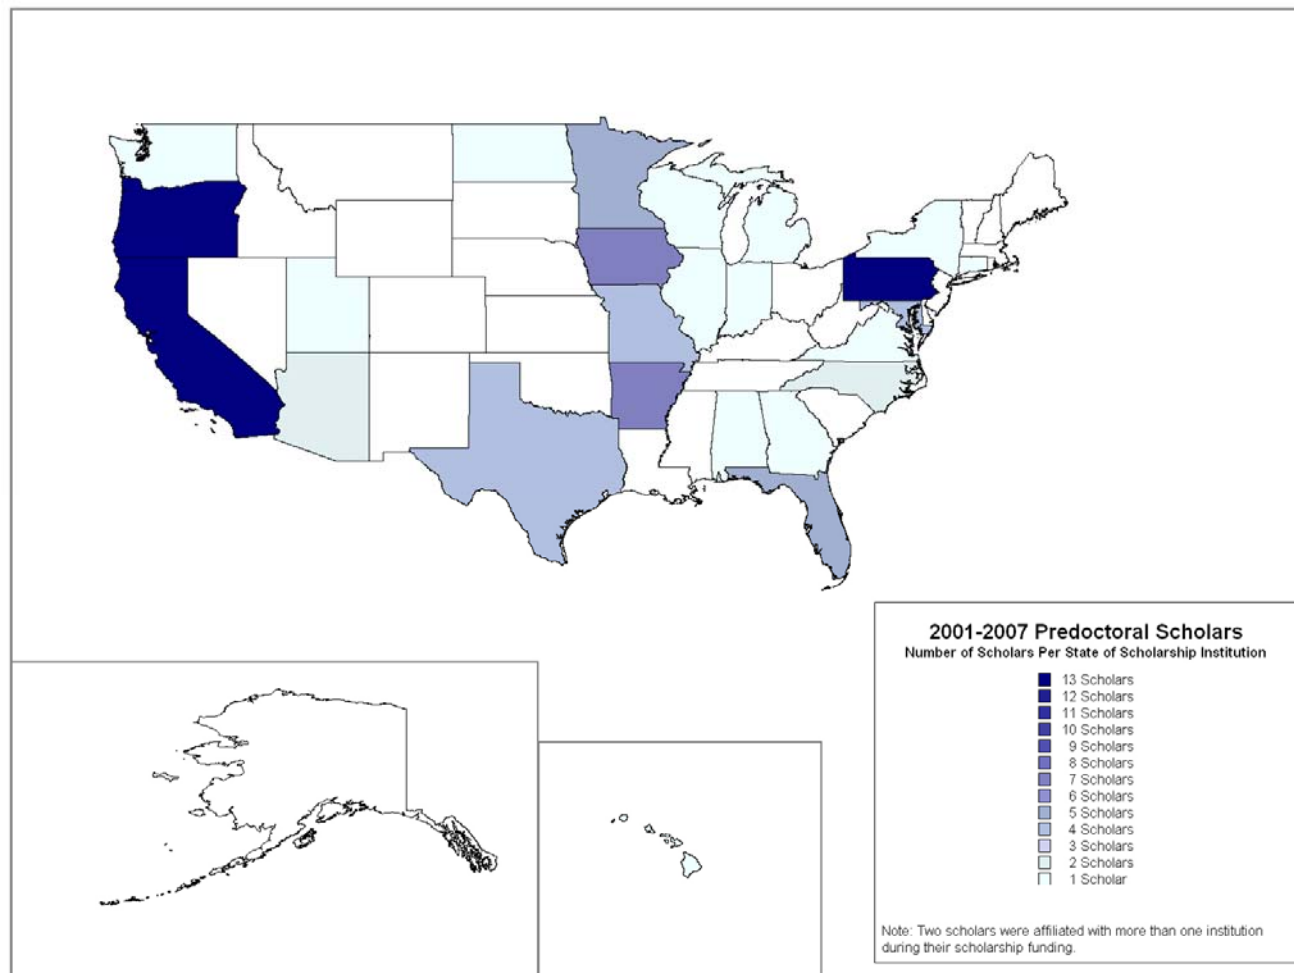 2001-2007 Predoctoral Scholars
Number of Scholars Per State of Scholarship Institution
13 Scholars
12 Scholars
11 Scholars
10 Scholars
9 Scholars
8 Scholars
7 Scholars
6 Scholars
5 Scholars
4 Scholars
3 Scholars
2 Scholars
1 Scholar
Note: Two scholars were affiliated with more than one institution
during their scholarship funding.